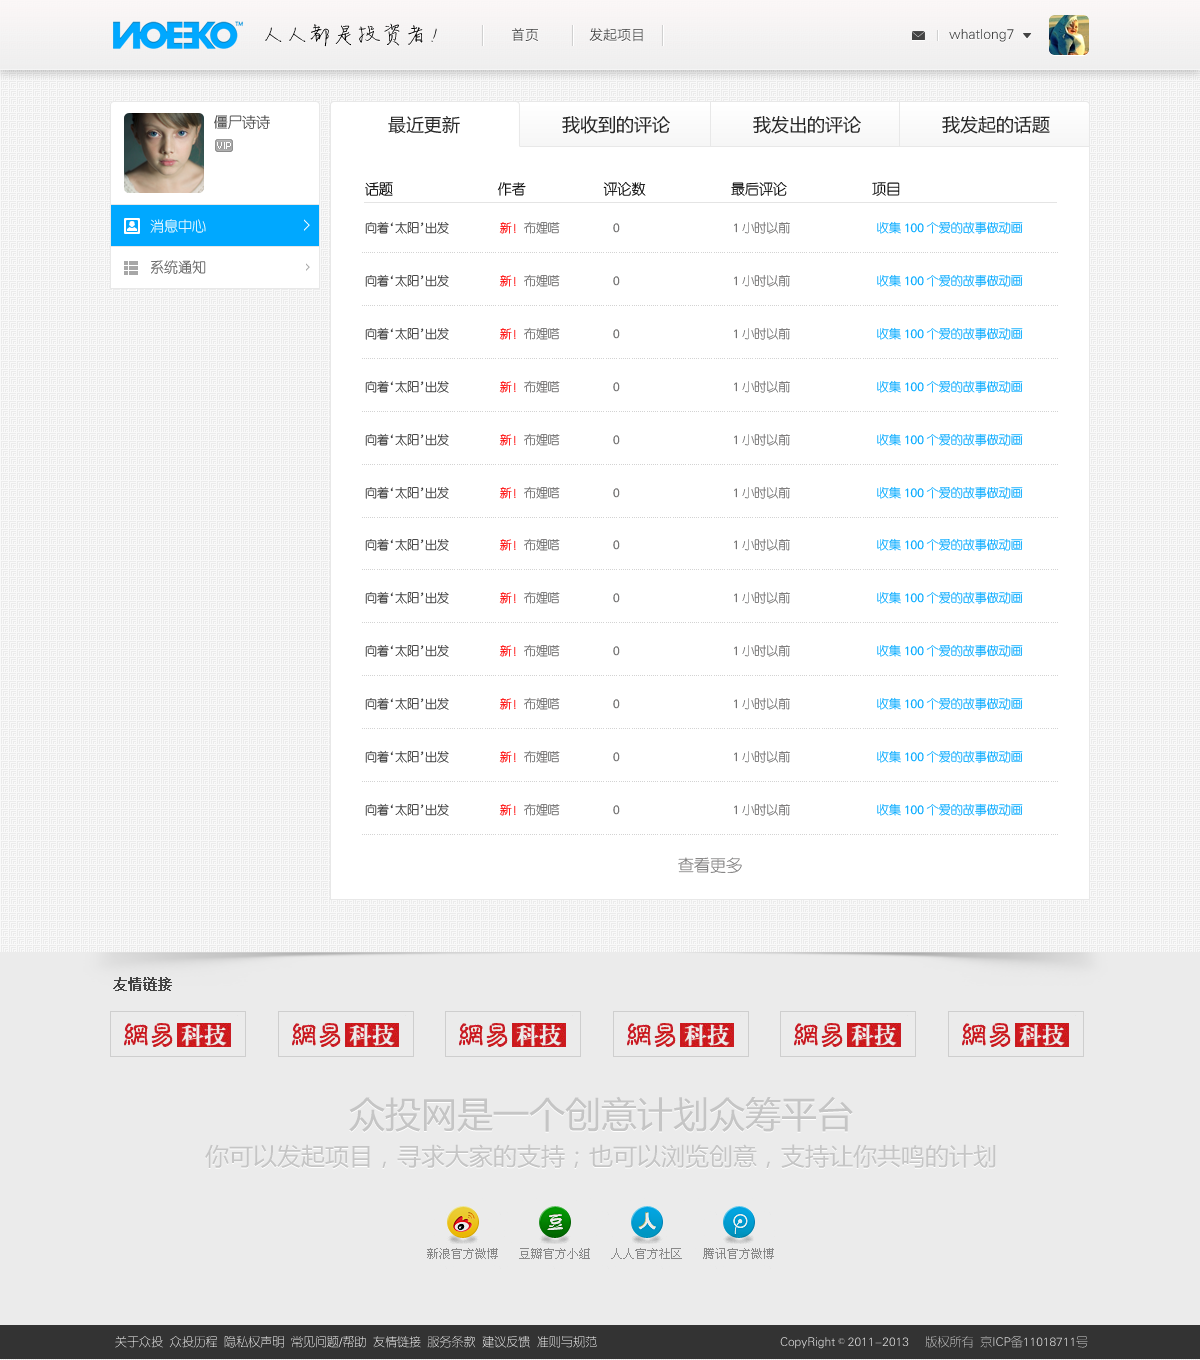 ИOEKO™ 人人都是投资者! 首页 发起项目 whatlong7
僵尸诗诗
VIP
消息中心
系统通知
最近更新 我收到的评论 我发出的评论 我发起的话题
话题 作者 评论数 最后评论 项目
向着‘太阳’出发 新! 布娌嗒 0 1 小时以前 收集 100 个爱的故事做动画
向着‘太阳’出发 新! 布娌嗒 0 1 小时以前 收集 100 个爱的故事做动画
向着‘太阳’出发 新! 布娌嗒 0 1 小时以前 收集 100 个爱的故事做动画
向着‘太阳’出发 新! 布娌嗒 0 1 小时以前 收集 100 个爱的故事做动画
向着‘太阳’出发 新! 布娌嗒 0 1 小时以前 收集 100 个爱的故事做动画
向着‘太阳’出发 新! 布娌嗒 0 1 小时以前 收集 100 个爱的故事做动画
向着‘太阳’出发 新! 布娌嗒 0 1 小时以前 收集 100 个爱的故事做动画
向着‘太阳’出发 新! 布娌嗒 0 1 小时以前 收集 100 个爱的故事做动画
向着‘太阳’出发 新! 布娌嗒 0 1 小时以前 收集 100 个爱的故事做动画
向着‘太阳’出发 新! 布娌嗒 0 1 小时以前 收集 100 个爱的故事做动画
向着‘太阳’出发 新! 布娌嗒 0 1 小时以前 收集 100 个爱的故事做动画
向着‘太阳’出发 新! 布娌嗒 0 1 小时以前 收集 100 个爱的故事做动画
查看更多
友情链接
網易科技 網易科技 網易科技 網易科技 網易科技 網易科技
众投网是一个创意计划众筹平台
你可以发起项目，寻求大家的支持；也可以浏览创意，支持让你共鸣的计划
豆 人
新浪官方微博 豆瓣官方小组 人人官方社区 腾讯官方微博
关于众投 众投历程 隐私权声明 常见问题/帮助 友情链接 服务条款 建议反馈 准则与规范 CopyRight © 2011-2013 版权所有 京ICP备11018711号